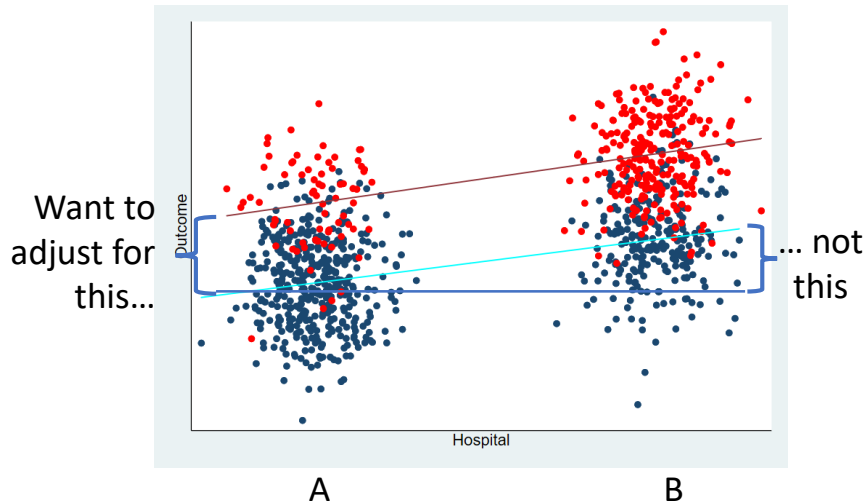 Want to
adjust for
this...
Outcome
... not
this
Hospital
A
B